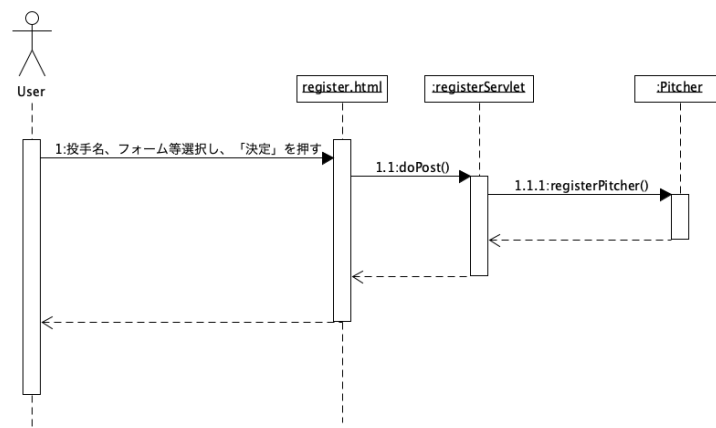 User
register.html
:registerServlet
:Pitcher
1:投手名、フォーム等選択し、「決定」を押す
1.1:doPost()
1.1.1:registerPitcher()